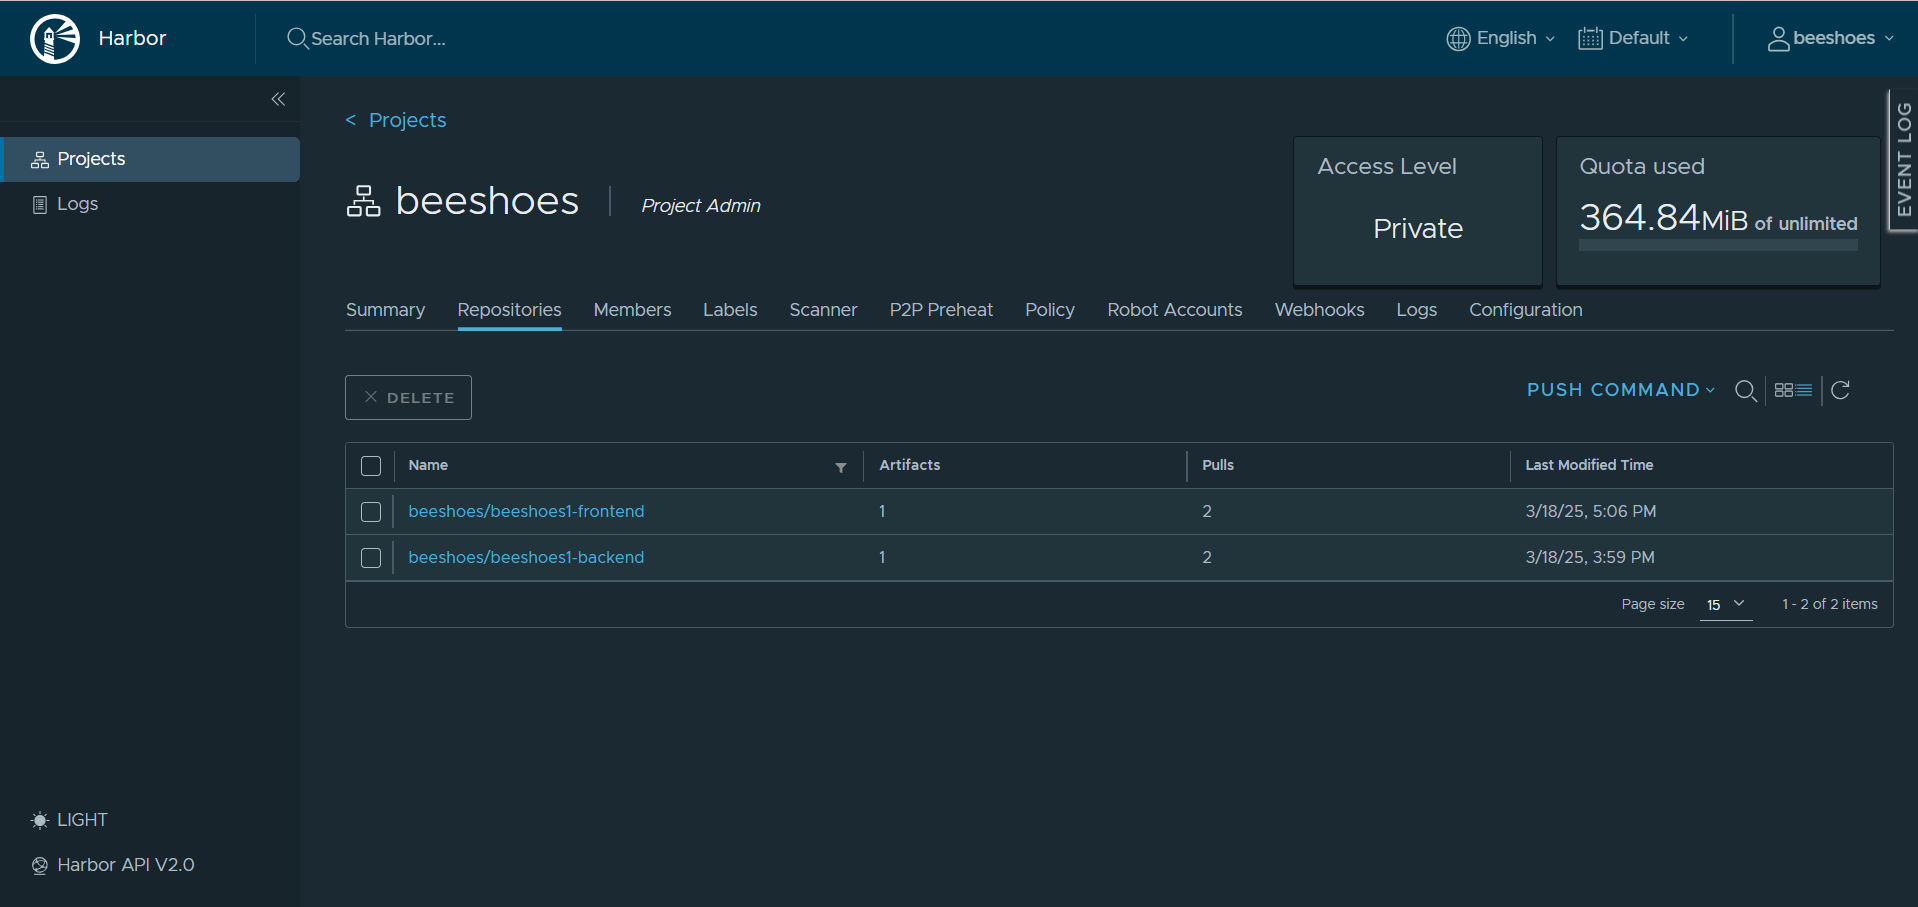 Harbor
Search Harbor...
English
Default
beeshoes
Projects
Logs
LIGHT
Harbor API V2.0
< Projects
beeshoes
Project Admin
Access Level
Private
Quota used
364.84MiB of unlimited
EVENT LOG
Summary Repositories Members Labels Scanner P2P Preheat Policy Robot Accounts Webhooks Logs Configuration
DELETE
PUSH COMMAND
Name Artifacts Pulls Last Modified Time
beeshoes/beeshoes1-frontend 1 2 3/18/25, 5:06 PM
beeshoes/beeshoes1-backend 1 2 3/18/25, 3:59 PM
Page size 15 1 - 2 of 2 items